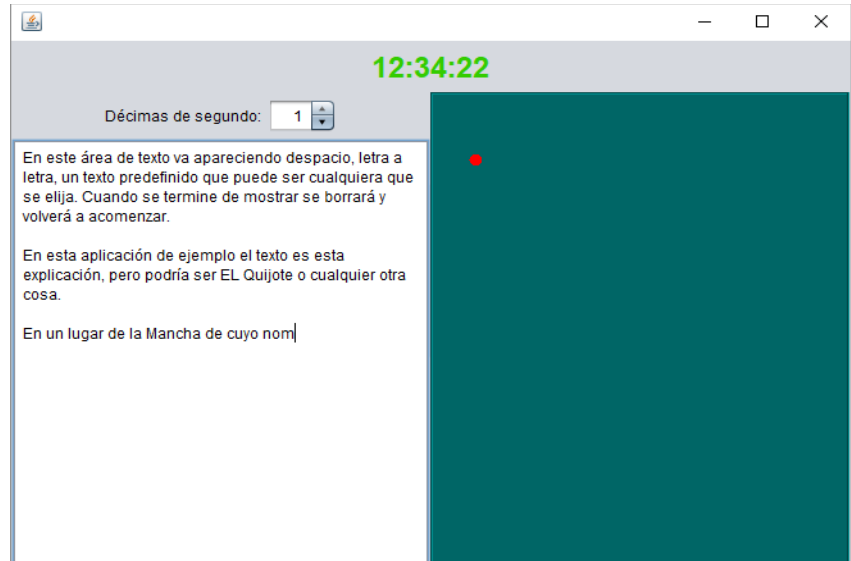 12:34:22
Décimas de segundo: 1
En este área de texto va apareciendo despacio, letra a
letra, un texto predefinido que puede ser cualquiera que
se elija. Cuando se termine de mostrar se borrará y
volverá a acomenzar.
En esta aplicación de ejemplo el texto es esta
explicación, pero podría ser EL Quijote o cualquier otra
cosa.
En un lugar de la Mancha de cuyo nom